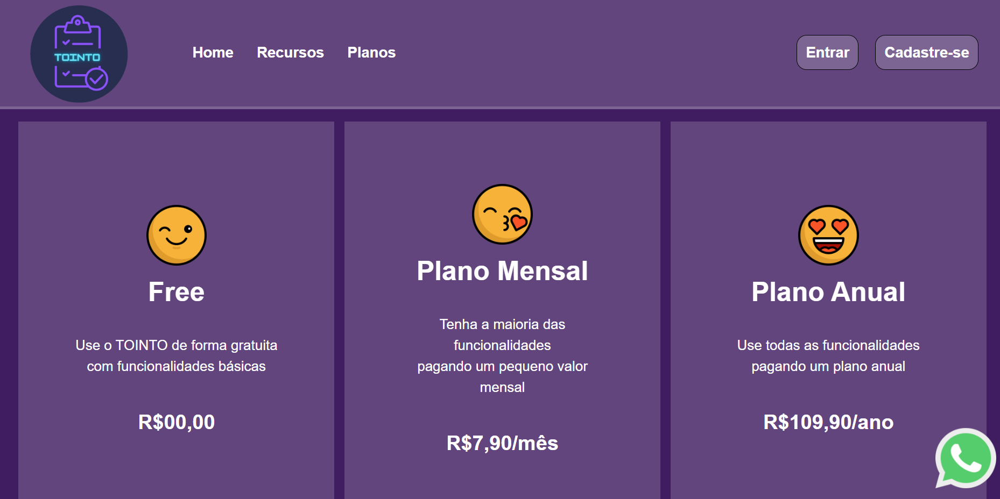 TOINTO
Home
Recursos
Planos
Entrar
Cadastre-se
Free
Use o TOINTO de forma gratuita
com funcionalidades básicas
R$00,00
Plano Mensal
Tenha a maioria das
funcionalidades
pagando um pequeno valor
mensal
R$7,90/mês
Plano Anual
Use todas as funcionalidades
pagando um plano anual
R$109,90/ano